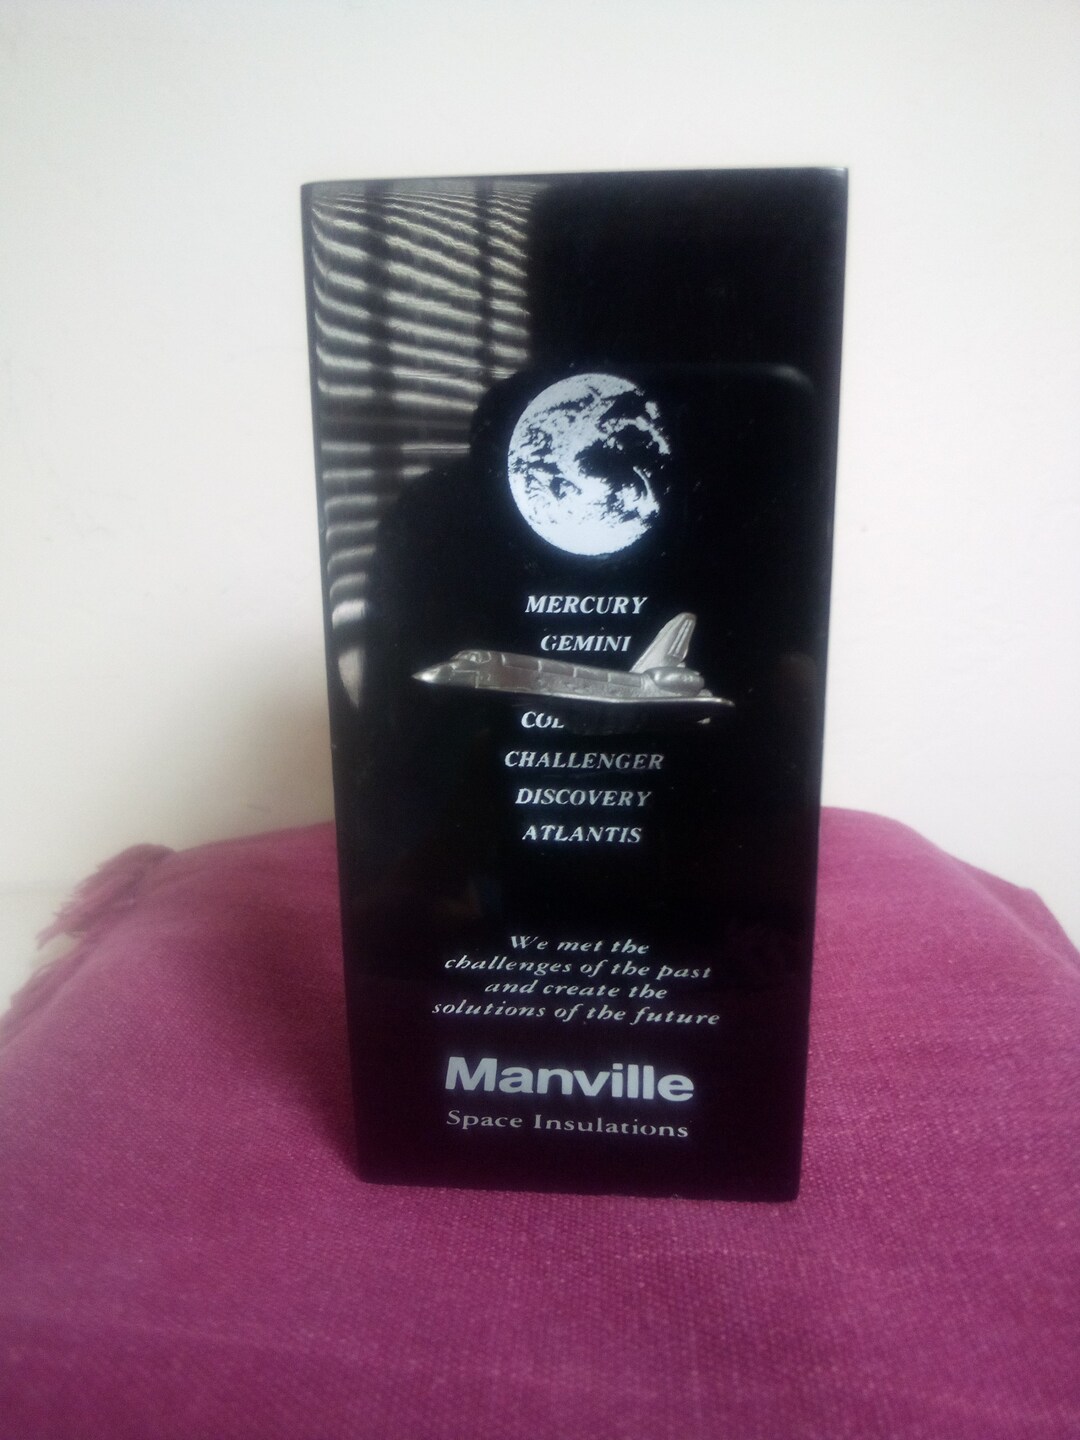 MERCURY
GEMINI
CHALLENGER
DISCOVERY
ATLANTIS
We met the
challenges of the past
and create the
solutions of the future
Manville
Space Insulations